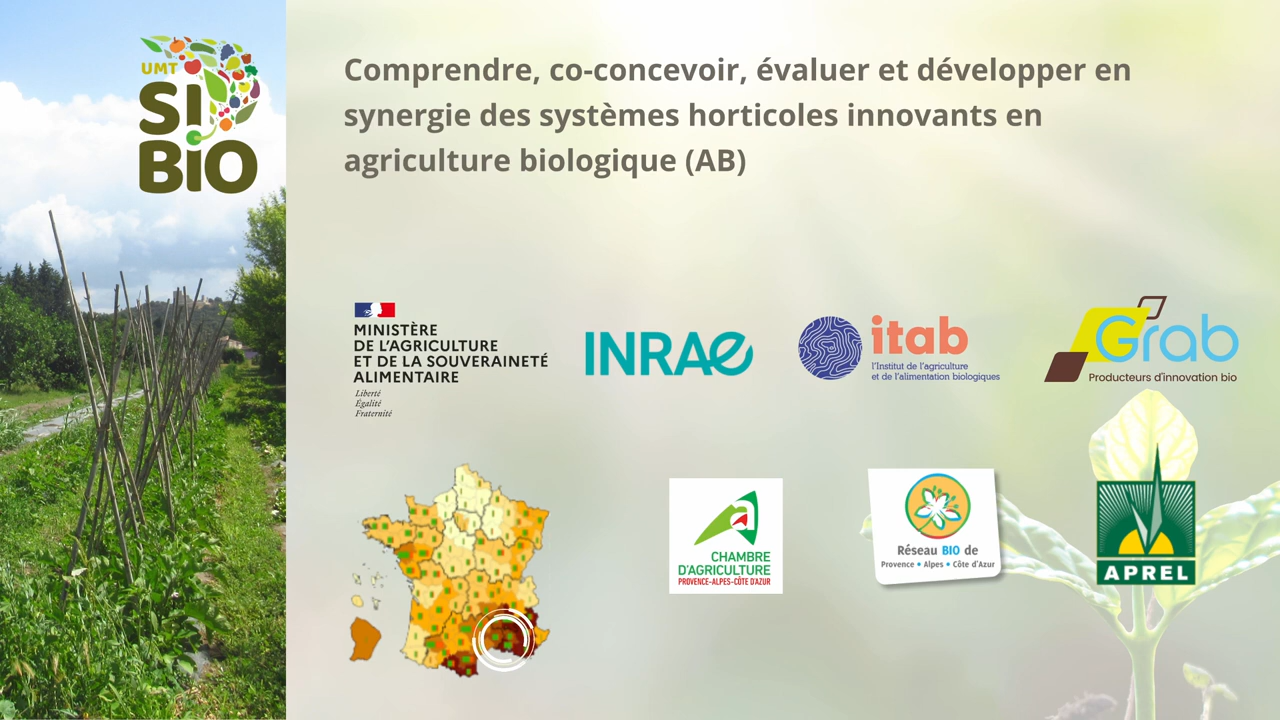 UMT
SI
BIO
Comprendre, co-concevoir, évaluer et développer en
synergie des systèmes horticoles innovants en
agriculture biologique (AB)
MINISTÈRE
DE L'AGRICULTURE
ET DE LA SOUVERAINETÉ
ALIMENTAIRE
Liberté
Égalité
Fraternité
INRAE
itab
l'Institut de l'agriculture
et de l'alimentation biologiques
Grab
Producteurs d'innovation bio
CHAMBRE
D'AGRICULTURE
PROVENCE-ALPES-CÔTE D'AZUR
Réseau BIO de
Provence • Alpes • Côte d'Azur
APREL